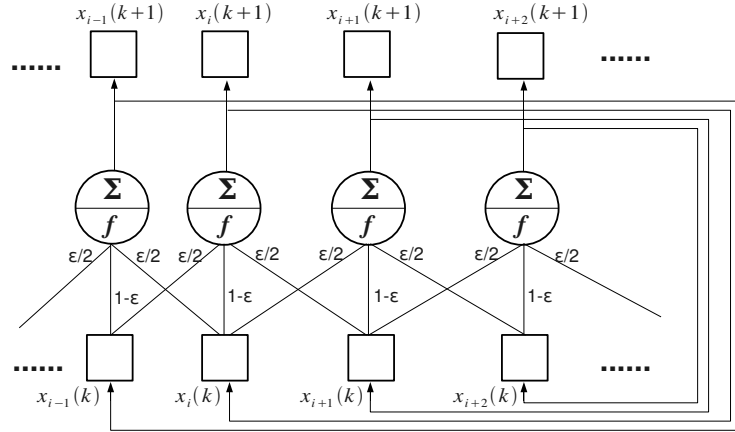 x_{i−1}(k+1) x_i(k+1) x_{i+1}(k+1) x_{i+2}(k+1)
...... ......
Σ Σ Σ Σ
f f f f
ε/2 ε/2 ε/2 ε/2 ε/2 ε/2 ε/2
1-ε 1-ε 1-ε 1-ε
...... ......
x_{i−1}(k) x_i(k) x_{i+1}(k) x_{i+2}(k)